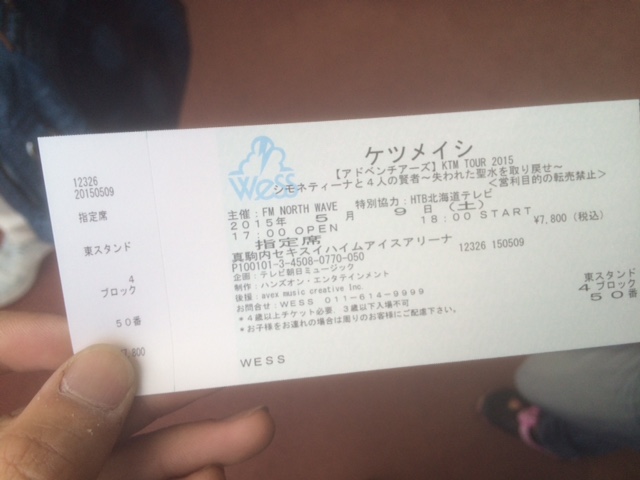 12326
20150509
指定席
東スタンド
4
ブロック
50番
,800
Wess
ケツメイシ
【アドベンチアーズ】KTM TOUR 2015
シモネティーナと4人の賢者～失われた聖水を取り戻せ～
＜営利目的の転売禁止＞
主催：FM NORTH WAVE 特別協力：HTB北海道テレビ
2015年 5月 9日(土)
17:00 OPEN 18:00 START
指定席 ¥7,800(税込)
真駒内セキスイハイムアイスアリーナ 12326 150509
P100101-3-4508-0770-050
企画：テレビ朝日ミュージック
制作：ハンズオン・エンタテインメント
後援：avex music creative Inc.
お問合せ：WESS 011-614-9999
＊4歳以上チケット必要、3歳以下入場不可
＊お子様をお連れの場合は周りのお客様にご配慮下さい。
WESS
東スタンド
4ブロック
50番